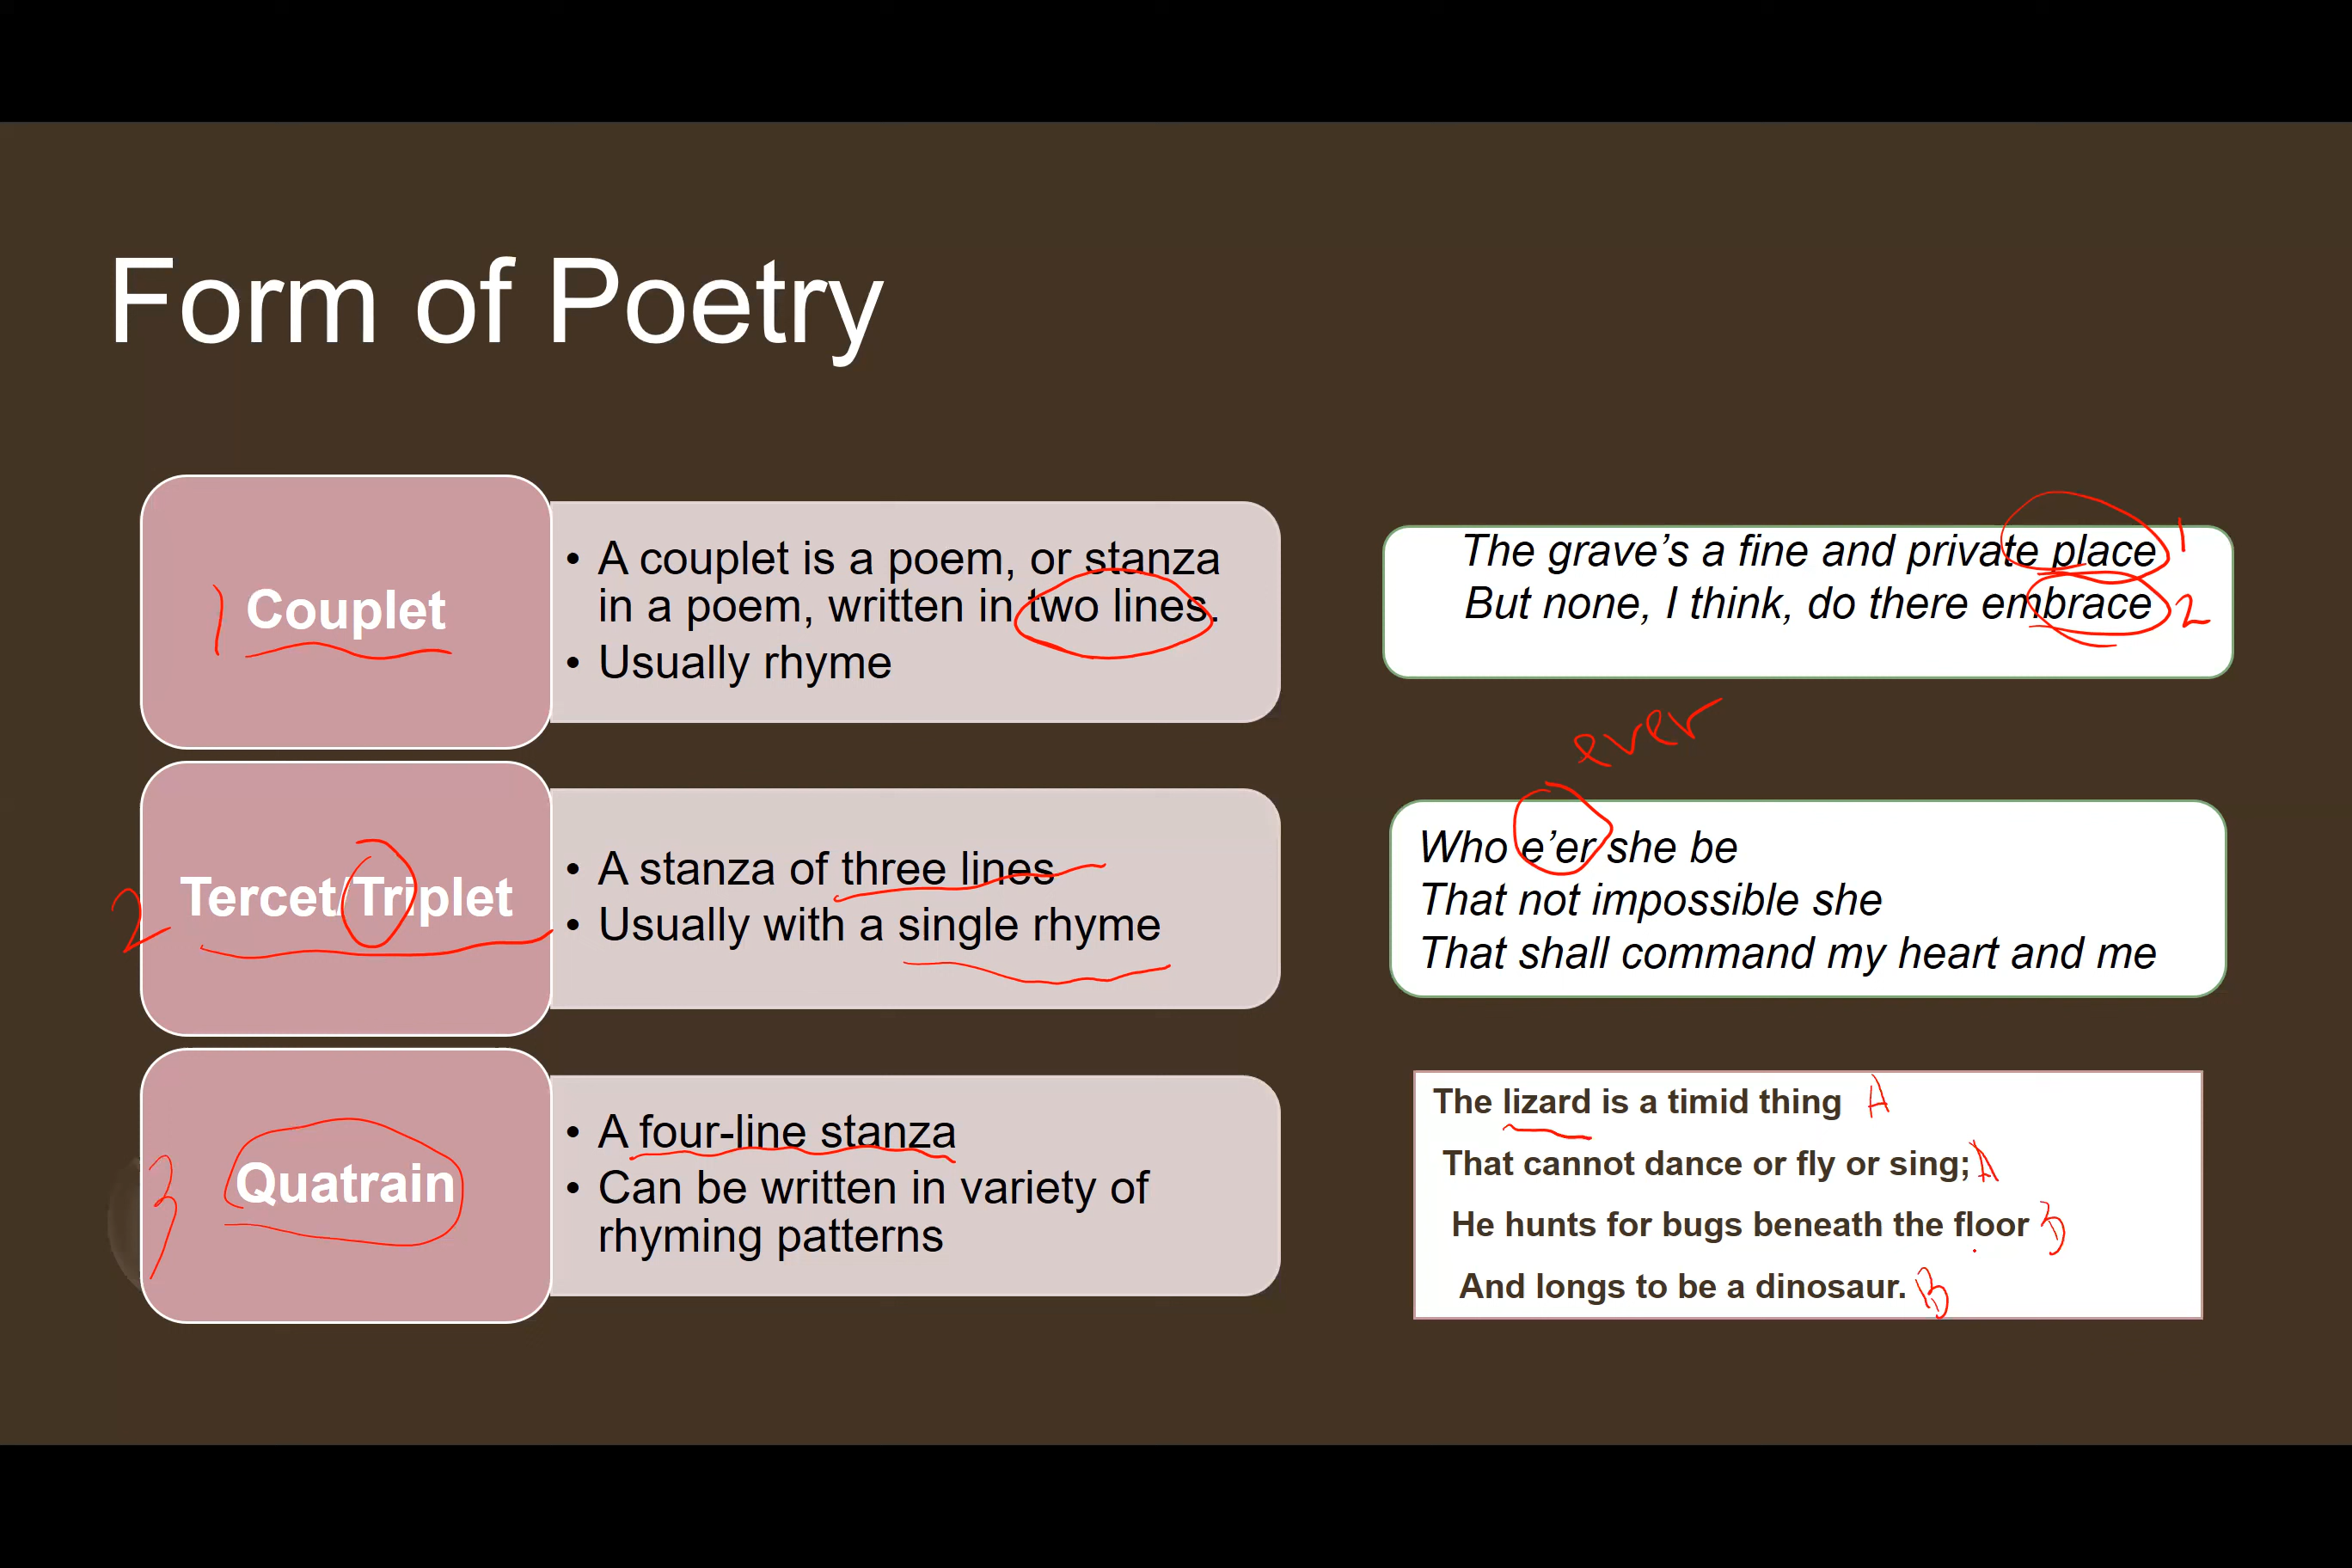 Form of Poetry
1 Couplet
• A couplet is a poem, or stanza
in a poem, written in two lines.
• Usually rhyme
The grave’s a fine and private place 1
But none, I think, do there embrace 2
2 Tercet/Triplet
• A stanza of three lines
• Usually with a single rhyme
ever
Who e’er she be
That not impossible she
That shall command my heart and me
3 Quatrain
• A four-line stanza
• Can be written in variety of
rhyming patterns
The lizard is a timid thing A
That cannot dance or fly or sing; A
He hunts for bugs beneath the floor B
And longs to be a dinosaur. B